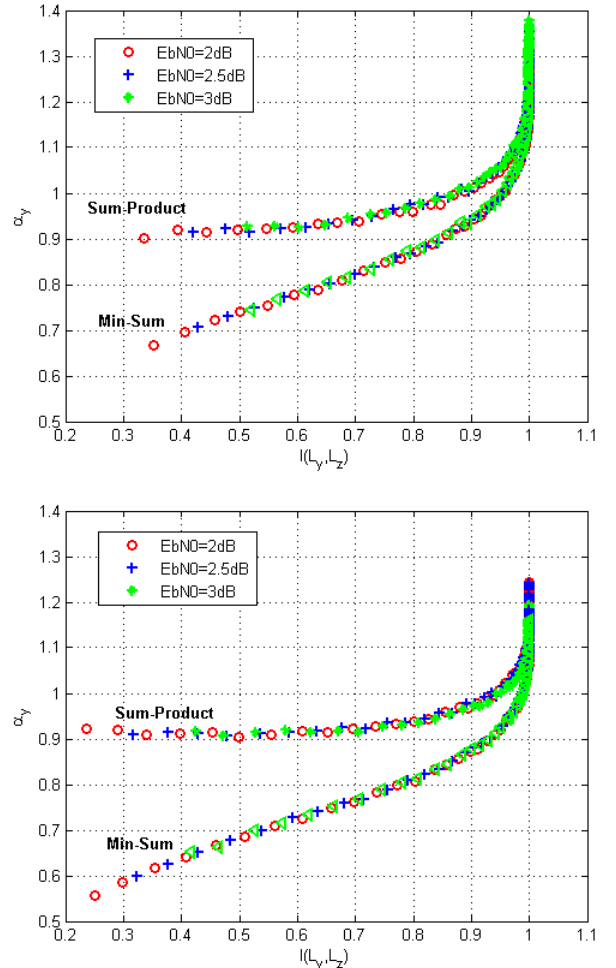 1.4
1.3
1.2
1.1
1
0.9
0.8
0.7
0.6
0.5
α_y
EbN0=2dB
EbN0=2.5dB
EbN0=3dB
Sum-Product
Min-Sum
0.2 0.3 0.4 0.5 0.6 0.7 0.8 0.9 1 1.1
I(L_y,L_z)
1.4
1.3
1.2
1.1
1
0.9
0.8
0.7
0.6
0.5
α_y
EbN0=2dB
EbN0=2.5dB
EbN0=3dB
Sum-Product
Min-Sum
0.2 0.3 0.4 0.5 0.6 0.7 0.8 0.9 1 1.1
I(L_y,L_z)